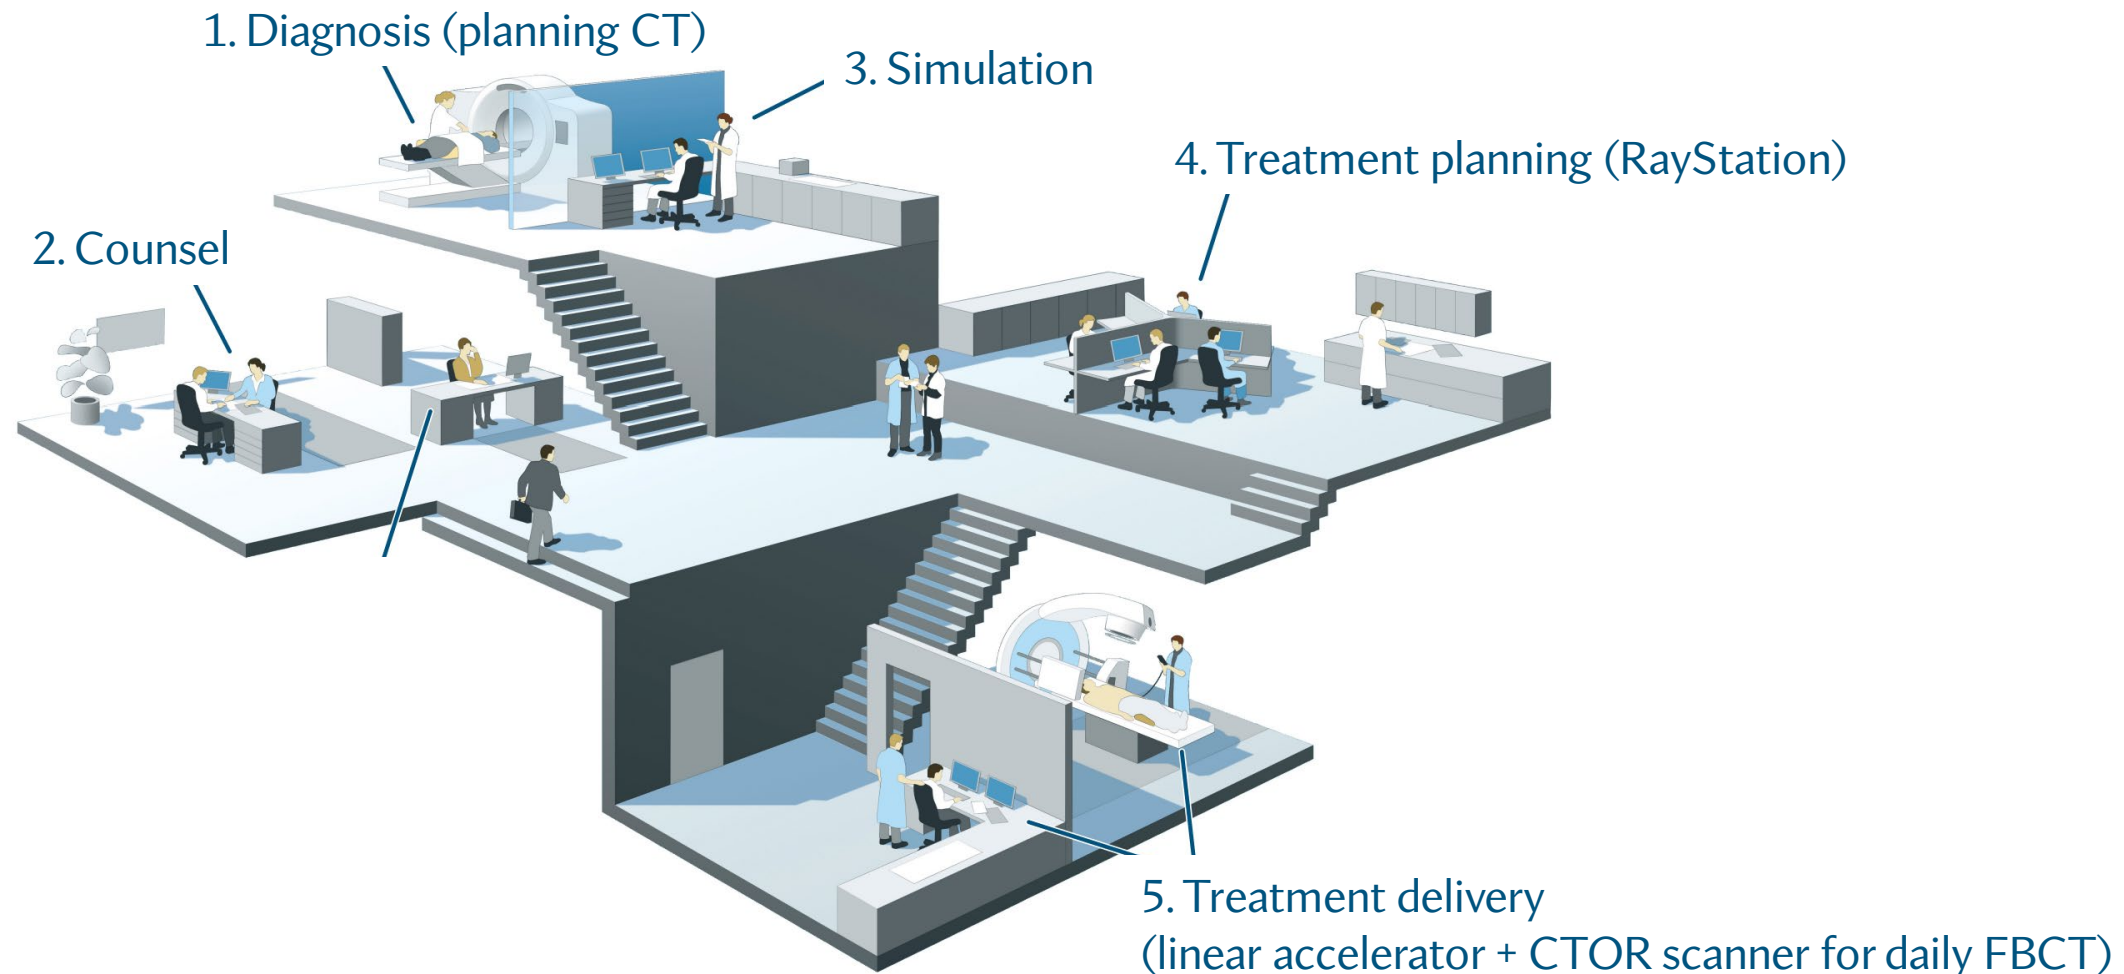 1. Diagnosis (planning CT)
3. Simulation
4. Treatment planning (RayStation)
2. Counsel
5. Treatment delivery
(linear accelerator + CTOR scanner for daily FBCT)